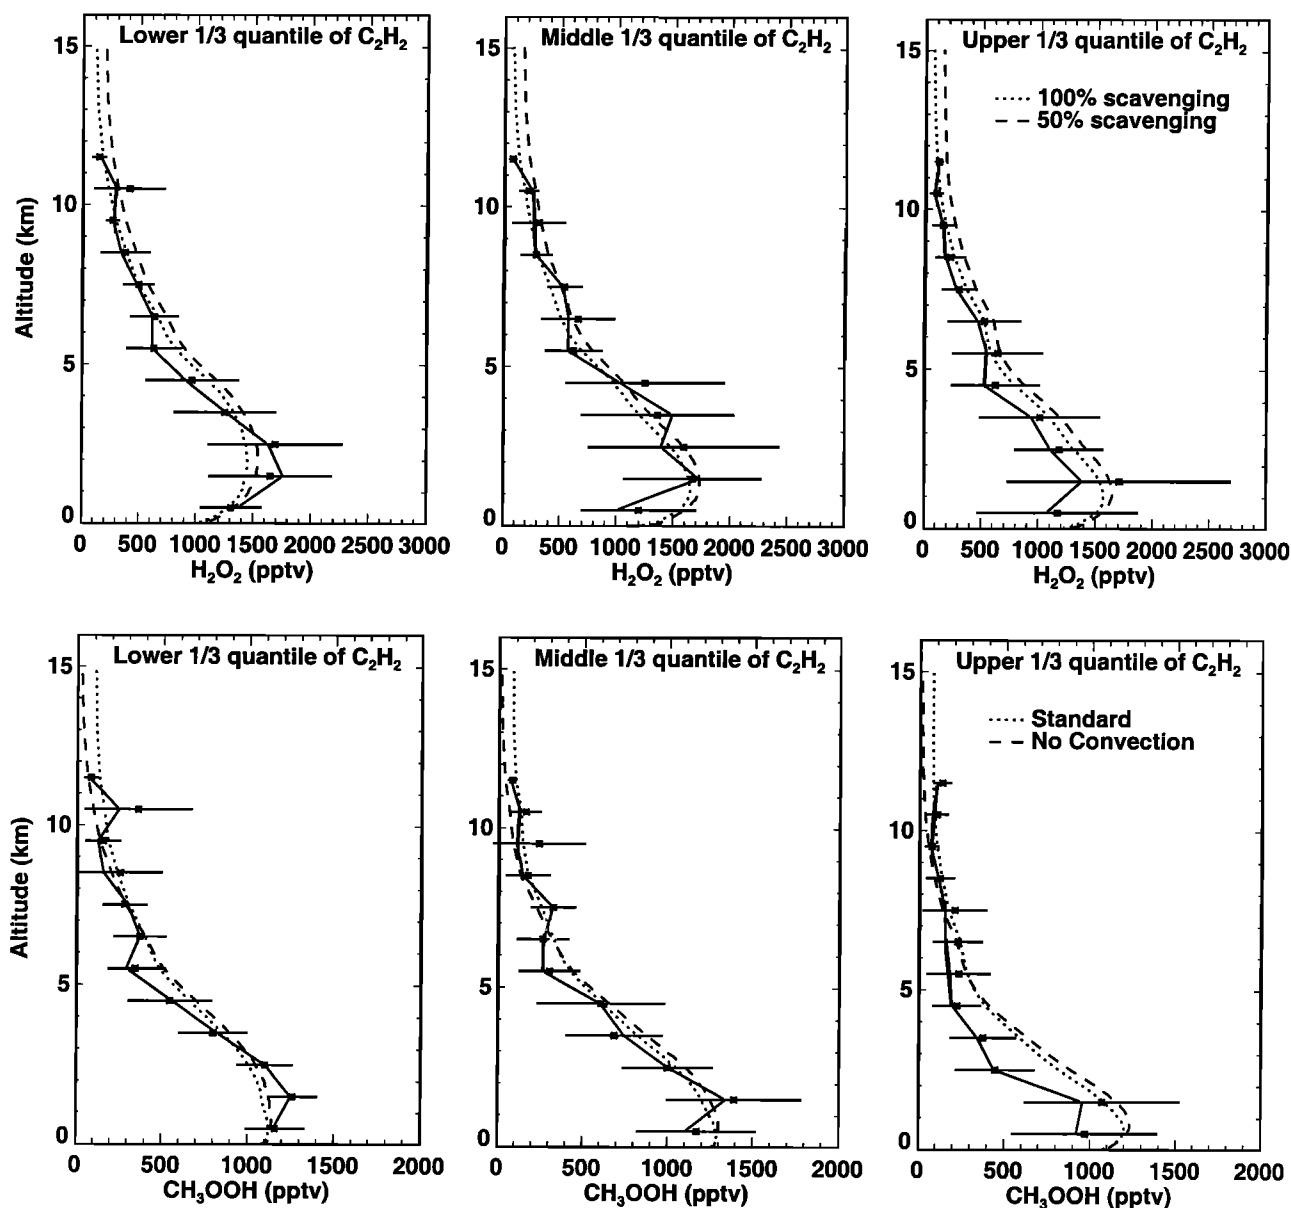 Lower 1/3 quantile of C₂H₂
Middle 1/3 quantile of C₂H₂
Upper 1/3 quantile of C₂H₂
100% scavenging
50% scavenging
Altitude (km)
15
10
5
0
15
10
5
0
15
10
5
0
0 500 1000 1500 2000 2500 3000
0 500 1000 1500 2000 2500 3000
0 500 1000 1500 2000 2500 3000
H₂O₂ (pptv)
H₂O₂ (pptv)
H₂O₂ (pptv)
Lower 1/3 quantile of C₂H₂
Middle 1/3 quantile of C₂H₂
Upper 1/3 quantile of C₂H₂
Standard
No Convection
Altitude (km)
15
10
5
0
15
10
5
0
15
10
5
0
0 500 1000 1500 2000
0 500 1000 1500 2000
0 500 1000 1500 2000
CH₃OOH (pptv)
CH₃OOH (pptv)
CH₃OOH (pptv)